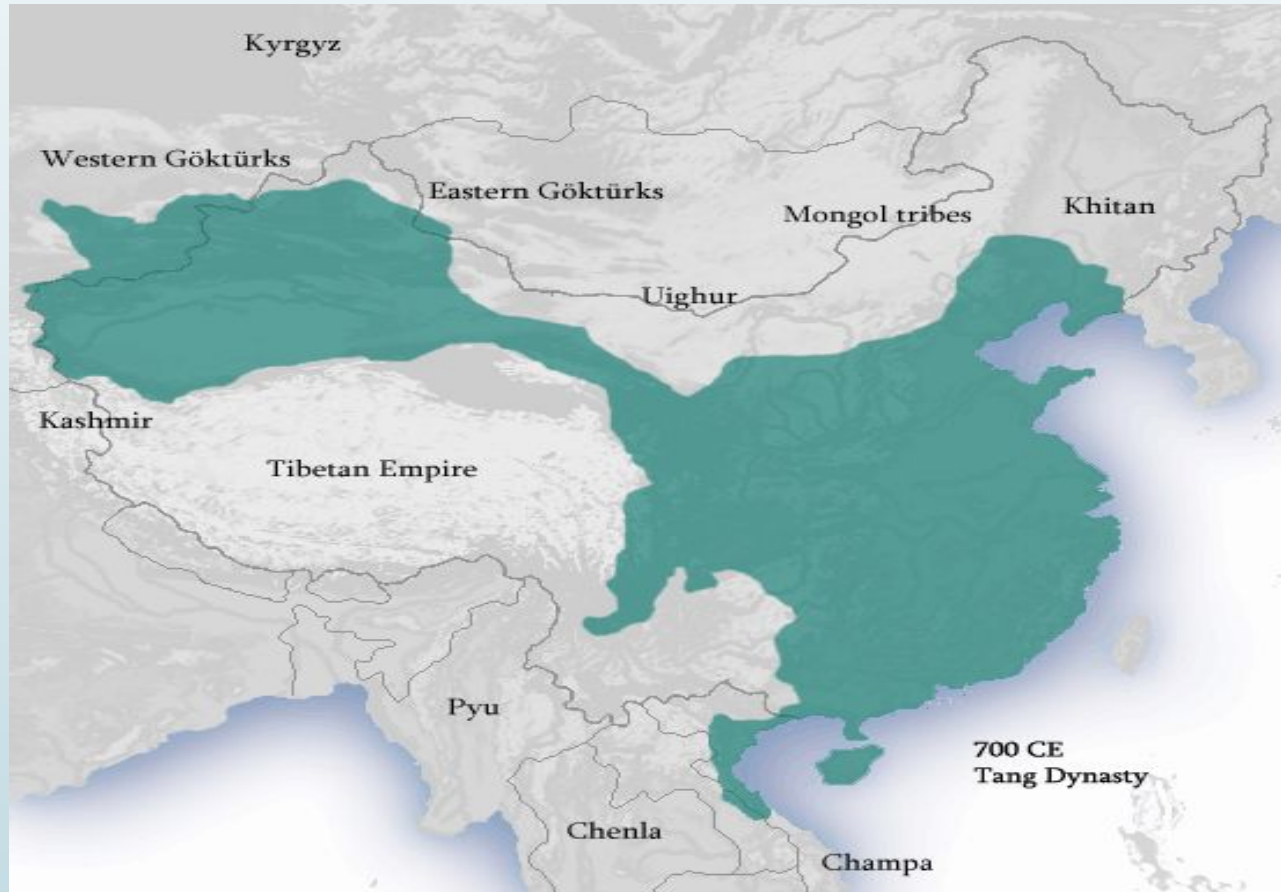 Kyrgyz
Western Göktürks
Eastern Göktürks
Mongol tribes
Khitan
Uighur
Kashmir
Tibetan Empire
Pyu
700 CE
Tang Dynasty
Chenla
Champa